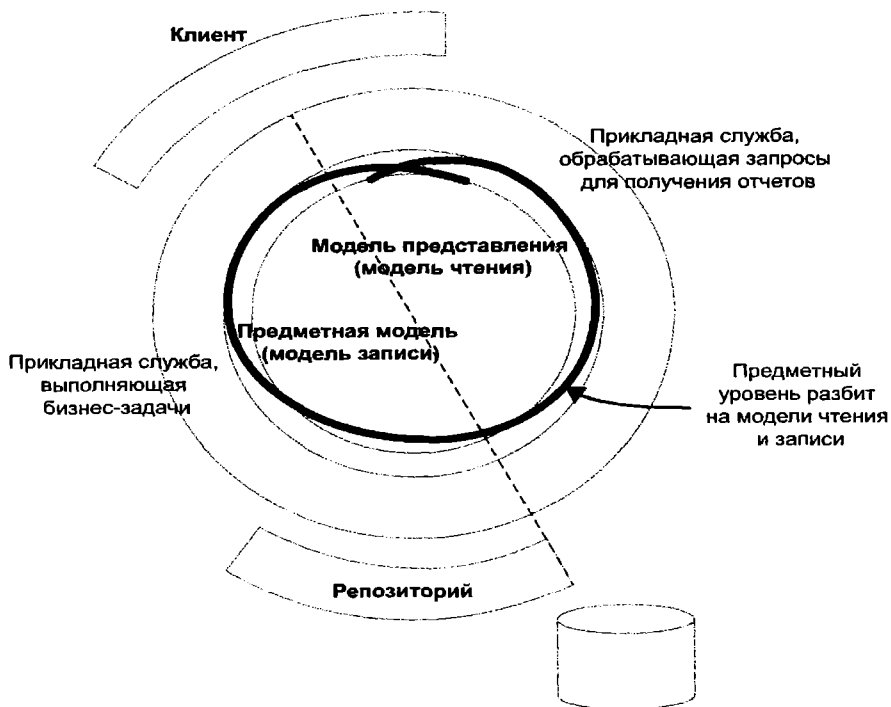 Клиент
Прикладная служба,
обрабатывающая запросы
для получения отчетов
Модель представления
(модель чтения)
Предметная модель
(модель записи)
Прикладная служба,
выполняющая
бизнес-задачи
Предметный
уровень разбит
на модели чтения
и записи
Репозиторий